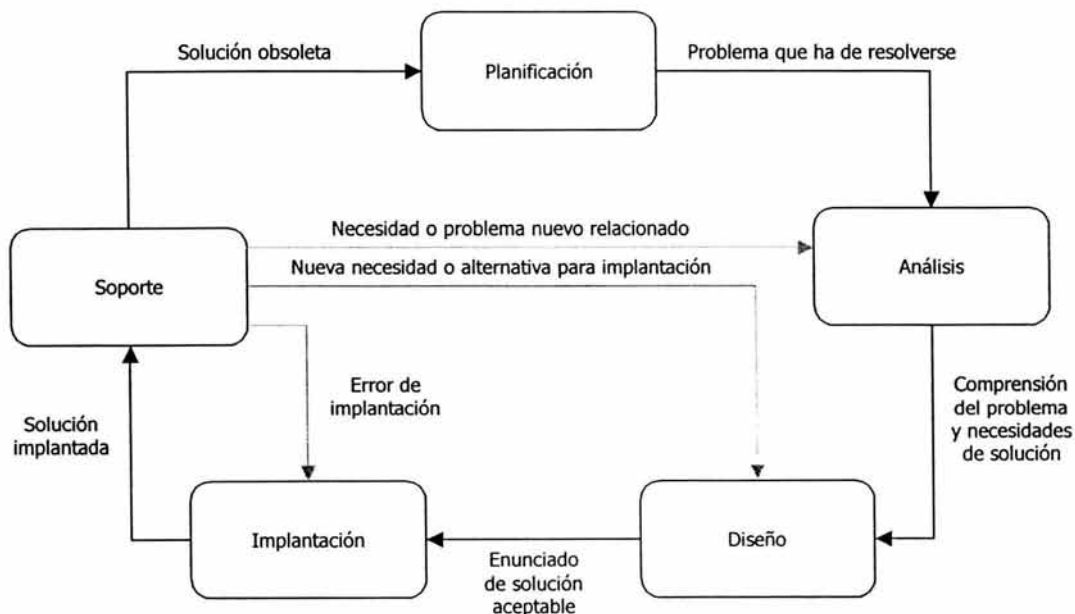 Solución obsoleta
Planificación
Problema que ha de resolverse
Necesidad o problema nuevo relacionado
Nueva necesidad o alternativa para implantación
Soporte
Análisis
Error de
implantación
Solución
implantada
Comprensión
del problema
y necesidades
de solución
Implantación
Diseño
Enunciado
de solución
aceptable